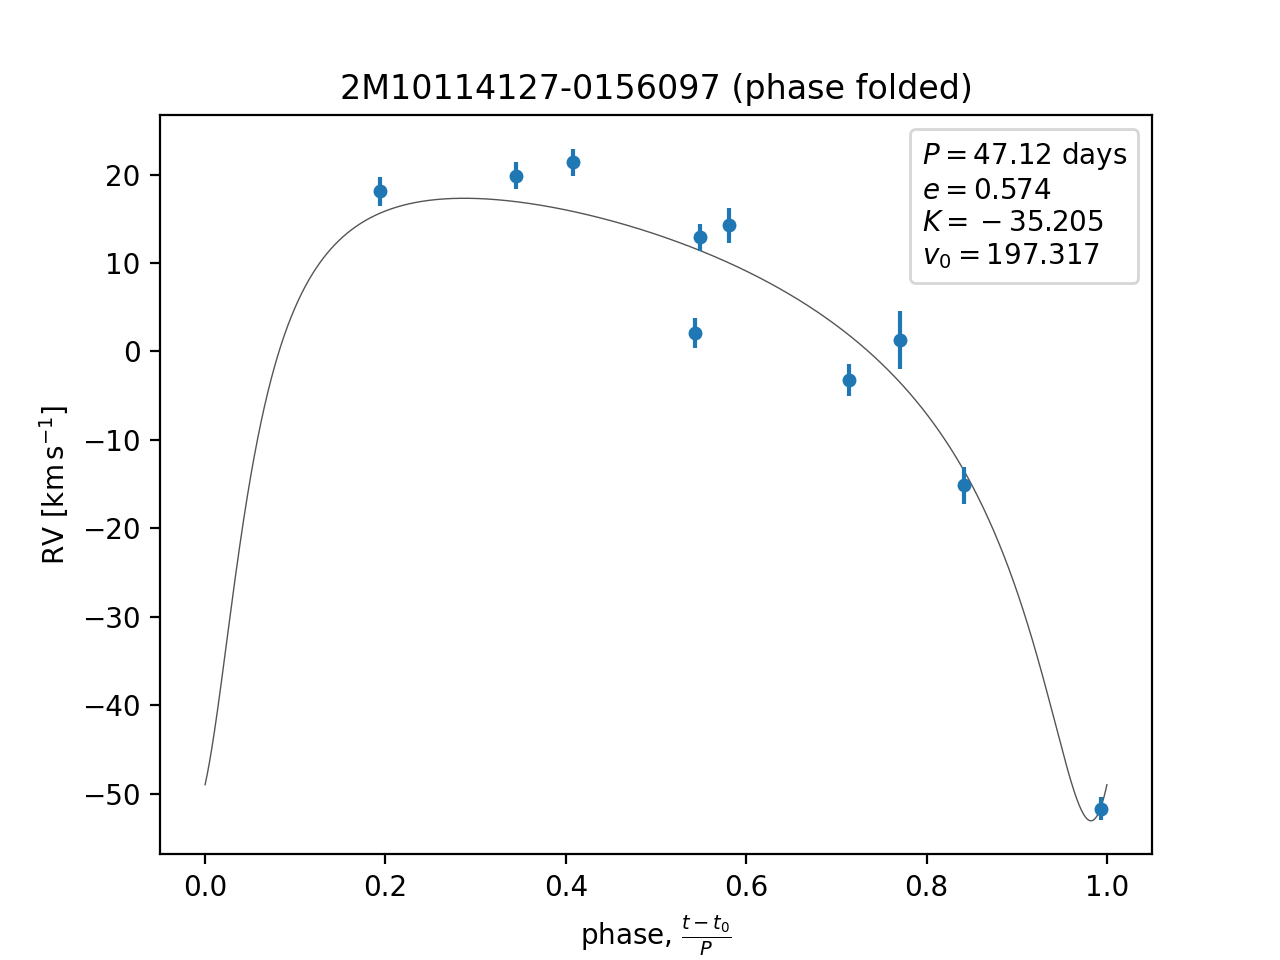 2M10114127-0156097 (phase folded)
P = 47.12 days
e = 0.574
K = −35.205
v₀ = 197.317
20
10
0
−10
−20
−30
−40
−50
RV [km s⁻¹]
0.0 0.2 0.4 0.6 0.8 1.0
phase, (t − t₀)/P